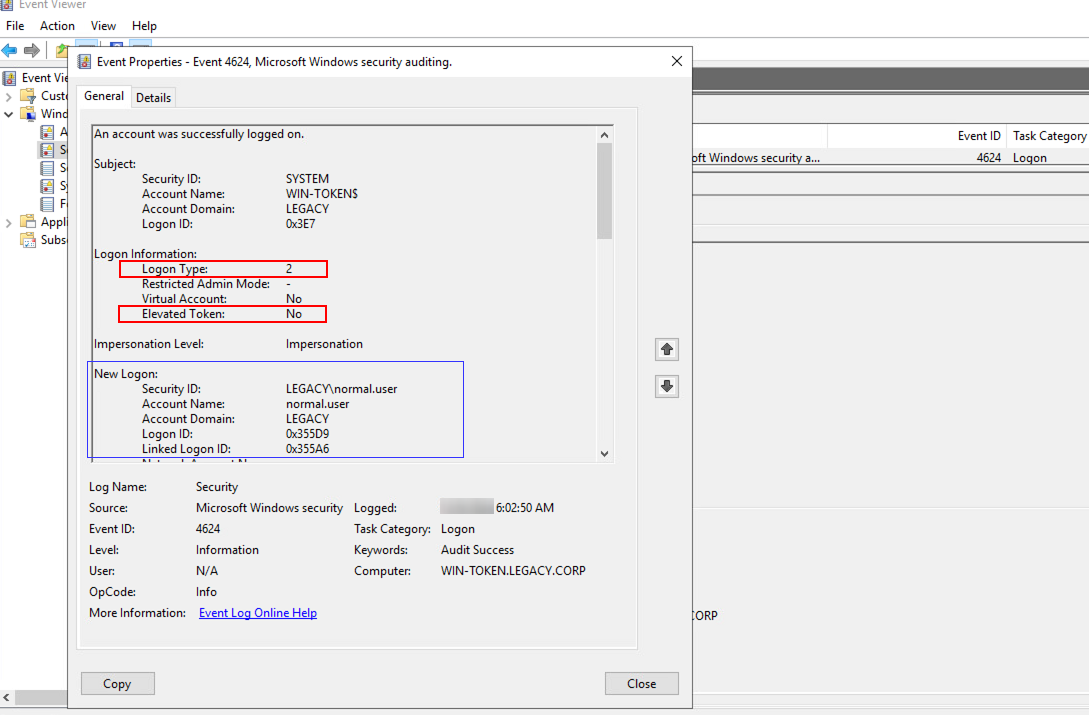 Event Viewer
File Action View Help
Event Properties - Event 4624, Microsoft Windows security auditing.
Event Vie
Custo
Wind
A
S
S
Sy
F
Appli
Subsc
General Details
An account was successfully logged on.
Subject:
Security ID: SYSTEM
Account Name: WIN-TOKEN$
Account Domain: LEGACY
Logon ID: 0x3E7
Logon Information:
Logon Type: 2
Restricted Admin Mode: -
Virtual Account: No
Elevated Token: No
Impersonation Level: Impersonation
New Logon:
Security ID: LEGACY\normal.user
Account Name: normal.user
Account Domain: LEGACY
Logon ID: 0x355D9
Linked Logon ID: 0x355A6
Log Name: Security
Source: Microsoft Windows security Logged: 6:02:50 AM
Event ID: 4624 Task Category: Logon
Level: Information Keywords: Audit Success
User: N/A Computer: WIN-TOKEN.LEGACY.CORP
OpCode: Info
More Information: Event Log Online Help
Copy Close
Event ID Task Category
oft Windows security a... 4624 Logon
CORP